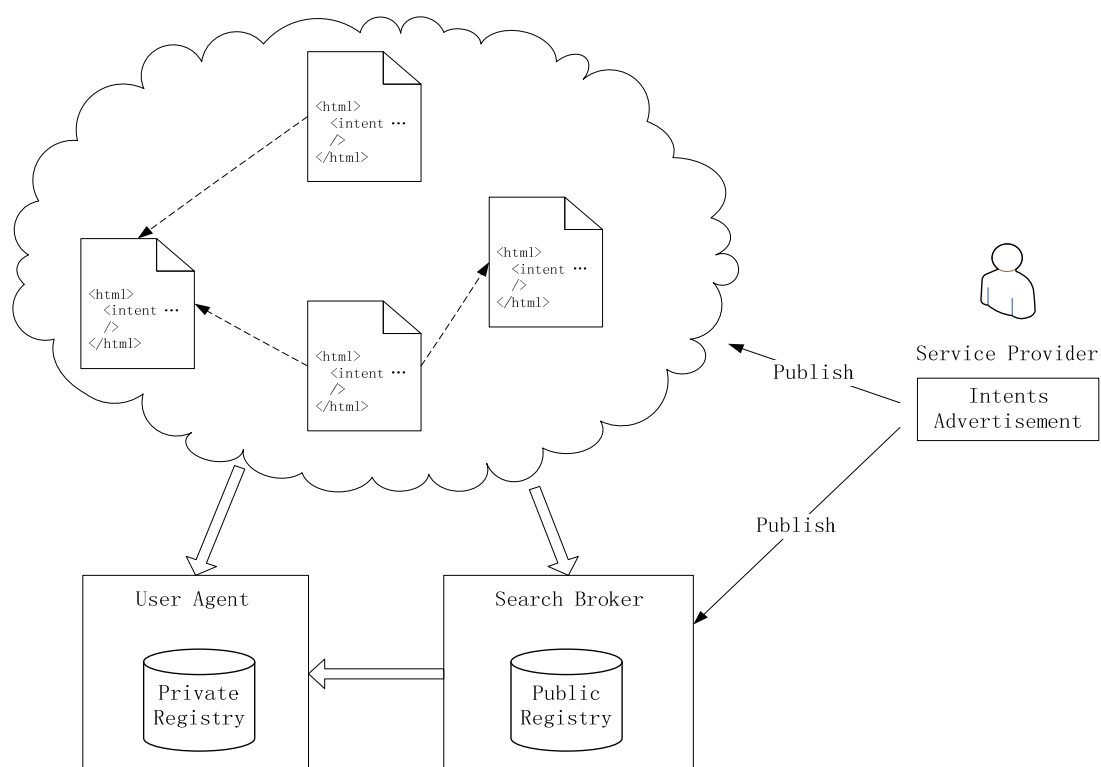 <html>
<intent …
/>
</html>
<html>
<intent …
/>
</html>
<html>
<intent …
/>
</html>
<html>
<intent …
/>
</html>
Service Provider
Publish
Intents
Advertisement
Publish
User Agent
Search Broker
Private
Registry
Public
Registry